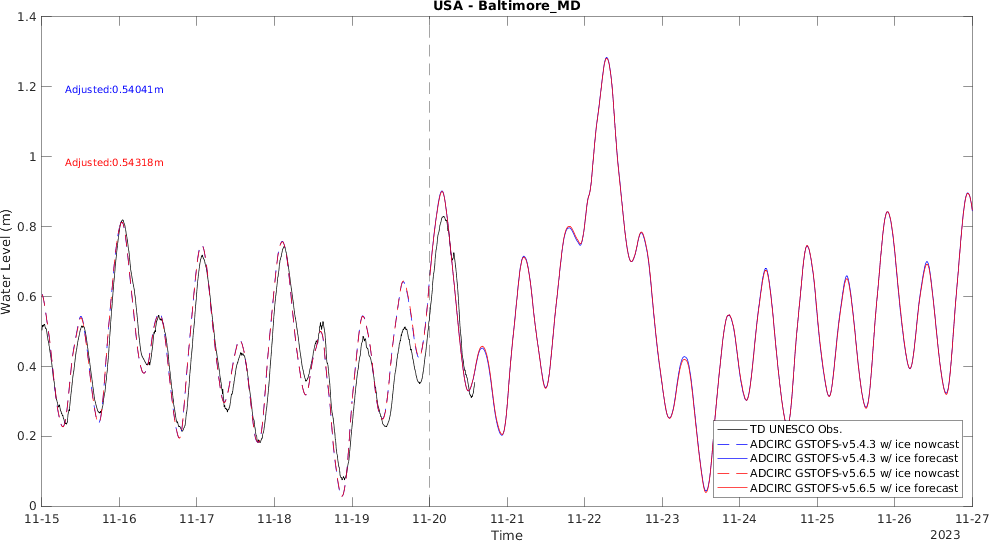 USA - Baltimore_MD
1.4
1.2
1
0.8
0.6
0.4
0.2
0
Water Level (m)
Adjusted:0.54041m
Adjusted:0.54318m
TD UNESCO Obs.
ADCIRC GSTOFS-v5.4.3 w/ ice nowcast
ADCIRC GSTOFS-v5.4.3 w/ ice forecast
ADCIRC GSTOFS-v5.6.5 w/ ice nowcast
ADCIRC GSTOFS-v5.6.5 w/ ice forecast
11-15 11-16 11-17 11-18 11-19 11-20 11-21 11-22 11-23 11-24 11-25 11-26 11-27
Time
2023